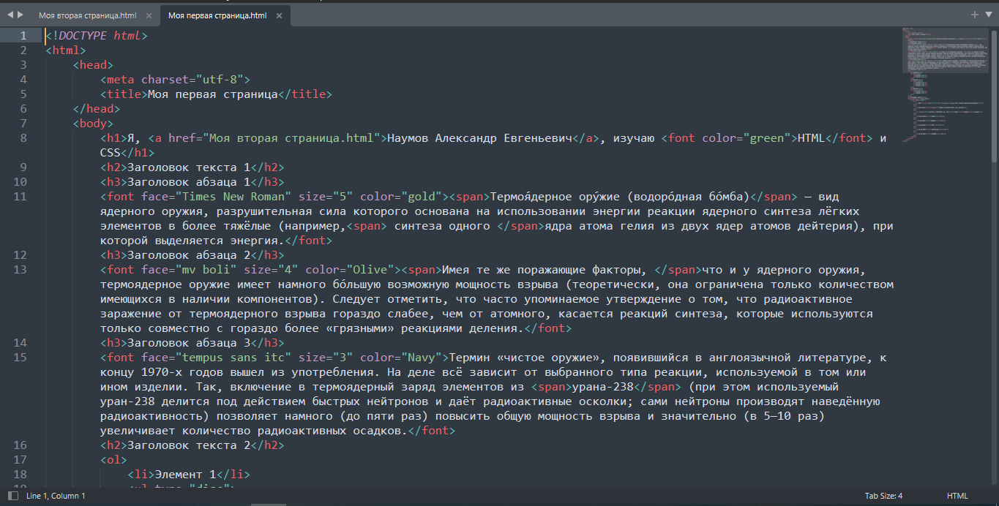 Моя вторая страница.html
Моя первая страница.html
1 <!DOCTYPE html>
2 <html>
3 <head>
4 <meta charset="utf-8">
5 <title>Моя первая страница</title>
6 </head>
7 <body>
8 <h1>Я, <a href="Моя вторая страница.html">Наумов Александр Евгеньевич</a>, изучаю <font color="green">HTML</font> и
CSS</h1>
9 <h2>Заголовок текста 1</h2>
10 <h3>Заголовок абзаца 1</h3>
11 <font face="Times New Roman" size="5" color="gold"><span>Термоя́дерное ору́жие (водоро́дная бо́мба)</span> — вид
ядерного оружия, разрушительная сила которого основана на использовании энергии реакции ядерного синтеза лёгких
элементов в более тяжёлые (например,<span> синтеза одного </span>ядра атома гелия из двух ядер атомов дейтерия), при
которой выделяется энергия.</font>
12 <h3>Заголовок абзаца 2</h3>
13 <font face="mv boli" size="4" color="Olive"><span>Имея те же поражающие факторы, </span>что и у ядерного оружия,
термоядерное оружие имеет намного бо́льшую возможную мощность взрыва (теоретически, она ограничена только количеством
имеющихся в наличии компонентов). Следует отметить, что часто упоминаемое утверждение о том, что радиоактивное
заражение от термоядерного взрыва гораздо слабее, чем от атомного, касается реакций синтеза, которые используются
только совместно с гораздо более «грязными» реакциями деления.</font>
14 <h3>Заголовок абзаца 3</h3>
15 <font face="tempus sans itc" size="3" color="Navy">Термин «чистое оружие», появившийся в англоязычной литературе, к
концу 1970-х годов вышел из употребления. На деле всё зависит от выбранного типа реакции, используемой в том или
ином изделии. Так, включение в термоядерный заряд элементов из <span>урана-238</span> (при этом используемый
уран-238 делится под действием быстрых нейтронов и даёт радиоактивные осколки; сами нейтроны производят наведённую
радиоактивность) позволяет намного (до пяти раз) повысить общую мощность взрыва и значительно (в 5—10 раз)
увеличивает количество радиоактивных осадков.</font>
16 <h2>Заголовок текста 2</h2>
17 <ol>
18 <li>Элемент 1</li>
Line 1, Column 1
Tab Size: 4
HTML